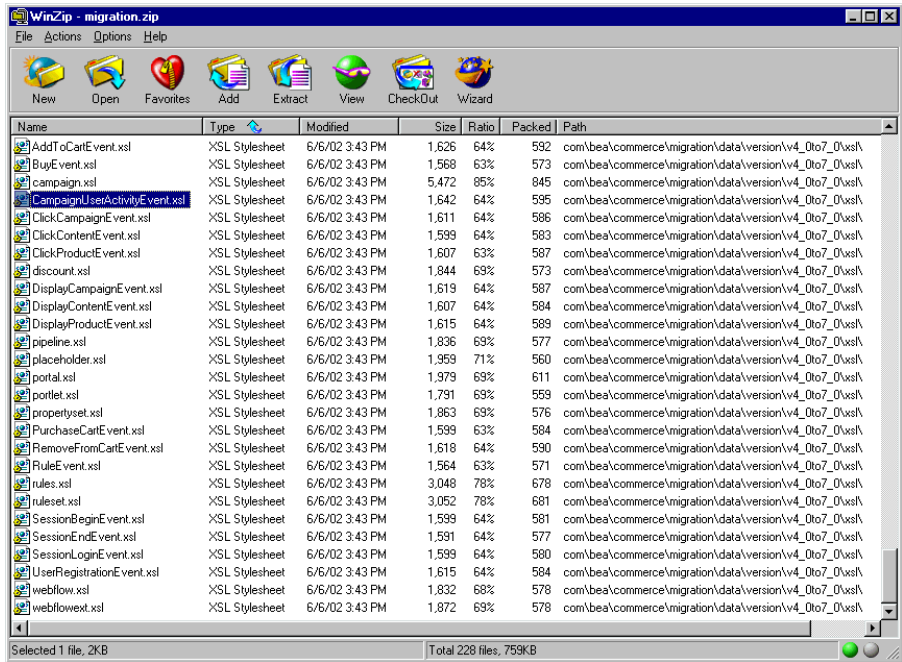 WinZip - migration.zip
File Actions Options Help
New Open Favorites Add Extract View CheckOut Wizard
Name Type Modified Size Ratio Packed Path
AddToCartEvent.xsl XSL Stylesheet 6/6/02 3:43 PM 1,626 64% 592 com\bea\commerce\migration\data\version\v4_0to7_0\xsl\
BuyEvent.xsl XSL Stylesheet 6/6/02 3:43 PM 1,568 63% 573 com\bea\commerce\migration\data\version\v4_0to7_0\xsl\
campaign.xsl XSL Stylesheet 6/6/02 3:43 PM 5,472 85% 845 com\bea\commerce\migration\data\version\v4_0to7_0\xsl\
CampaignUserActivityEvent.xsl XSL Stylesheet 6/6/02 3:43 PM 1,642 64% 595 com\bea\commerce\migration\data\version\v4_0to7_0\xsl\
ClickCampaignEvent.xsl XSL Stylesheet 6/6/02 3:43 PM 1,611 64% 586 com\bea\commerce\migration\data\version\v4_0to7_0\xsl\
ClickContentEvent.xsl XSL Stylesheet 6/6/02 3:43 PM 1,599 64% 583 com\bea\commerce\migration\data\version\v4_0to7_0\xsl\
ClickProductEvent.xsl XSL Stylesheet 6/6/02 3:43 PM 1,607 63% 587 com\bea\commerce\migration\data\version\v4_0to7_0\xsl\
discount.xsl XSL Stylesheet 6/6/02 3:43 PM 1,844 69% 573 com\bea\commerce\migration\data\version\v4_0to7_0\xsl\
DisplayCampaignEvent.xsl XSL Stylesheet 6/6/02 3:43 PM 1,619 64% 587 com\bea\commerce\migration\data\version\v4_0to7_0\xsl\
DisplayContentEvent.xsl XSL Stylesheet 6/6/02 3:43 PM 1,607 64% 584 com\bea\commerce\migration\data\version\v4_0to7_0\xsl\
DisplayProductEvent.xsl XSL Stylesheet 6/6/02 3:43 PM 1,615 64% 589 com\bea\commerce\migration\data\version\v4_0to7_0\xsl\
pipeline.xsl XSL Stylesheet 6/6/02 3:43 PM 1,836 69% 577 com\bea\commerce\migration\data\version\v4_0to7_0\xsl\
placeholder.xsl XSL Stylesheet 6/6/02 3:43 PM 1,959 71% 560 com\bea\commerce\migration\data\version\v4_0to7_0\xsl\
portal.xsl XSL Stylesheet 6/6/02 3:43 PM 1,979 69% 611 com\bea\commerce\migration\data\version\v4_0to7_0\xsl\
portlet.xsl XSL Stylesheet 6/6/02 3:43 PM 1,791 69% 559 com\bea\commerce\migration\data\version\v4_0to7_0\xsl\
propertyset.xsl XSL Stylesheet 6/6/02 3:43 PM 1,863 69% 576 com\bea\commerce\migration\data\version\v4_0to7_0\xsl\
PurchaseCartEvent.xsl XSL Stylesheet 6/6/02 3:43 PM 1,599 63% 584 com\bea\commerce\migration\data\version\v4_0to7_0\xsl\
RemoveFromCartEvent.xsl XSL Stylesheet 6/6/02 3:43 PM 1,618 64% 590 com\bea\commerce\migration\data\version\v4_0to7_0\xsl\
RuleEvent.xsl XSL Stylesheet 6/6/02 3:43 PM 1,564 63% 571 com\bea\commerce\migration\data\version\v4_0to7_0\xsl\
rules.xsl XSL Stylesheet 6/6/02 3:43 PM 3,048 78% 678 com\bea\commerce\migration\data\version\v4_0to7_0\xsl\
ruleset.xsl XSL Stylesheet 6/6/02 3:43 PM 3,052 78% 681 com\bea\commerce\migration\data\version\v4_0to7_0\xsl\
SessionBeginEvent.xsl XSL Stylesheet 6/6/02 3:43 PM 1,599 64% 581 com\bea\commerce\migration\data\version\v4_0to7_0\xsl\
SessionEndEvent.xsl XSL Stylesheet 6/6/02 3:43 PM 1,591 64% 577 com\bea\commerce\migration\data\version\v4_0to7_0\xsl\
SessionLoginEvent.xsl XSL Stylesheet 6/6/02 3:43 PM 1,599 64% 580 com\bea\commerce\migration\data\version\v4_0to7_0\xsl\
UserRegistrationEvent.xsl XSL Stylesheet 6/6/02 3:43 PM 1,615 64% 584 com\bea\commerce\migration\data\version\v4_0to7_0\xsl\
webflow.xsl XSL Stylesheet 6/6/02 3:43 PM 1,832 68% 578 com\bea\commerce\migration\data\version\v4_0to7_0\xsl\
webflowext.xsl XSL Stylesheet 6/6/02 3:43 PM 1,872 69% 578 com\bea\commerce\migration\data\version\v4_0to7_0\xsl\
Selected 1 file, 2KB Total 228 files, 759KB